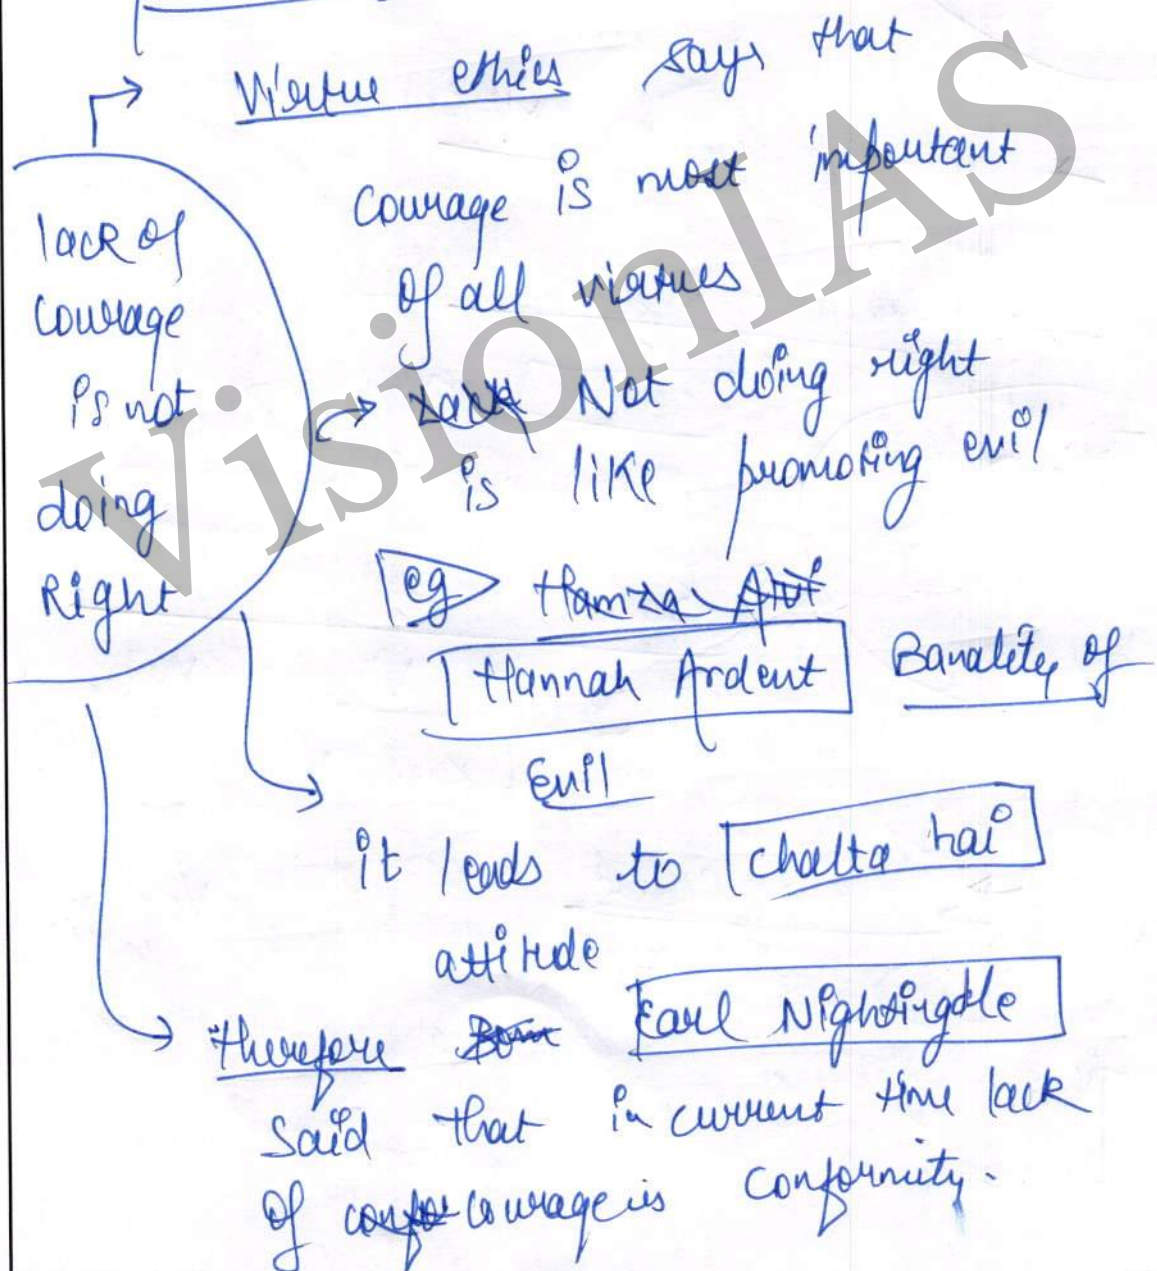 Virtue ethics says that
courage is most important
of all virtues
lack of
courage
is not
doing
Right
Lack Not doing right
is like promoting evil
eg Hamza
Hannah Ardent Banality of
Evil
it leads to chalta hai
attitude
therefore Earl Nightingale
said that in current time lack
of confo courage is conformity.
VisionIAS